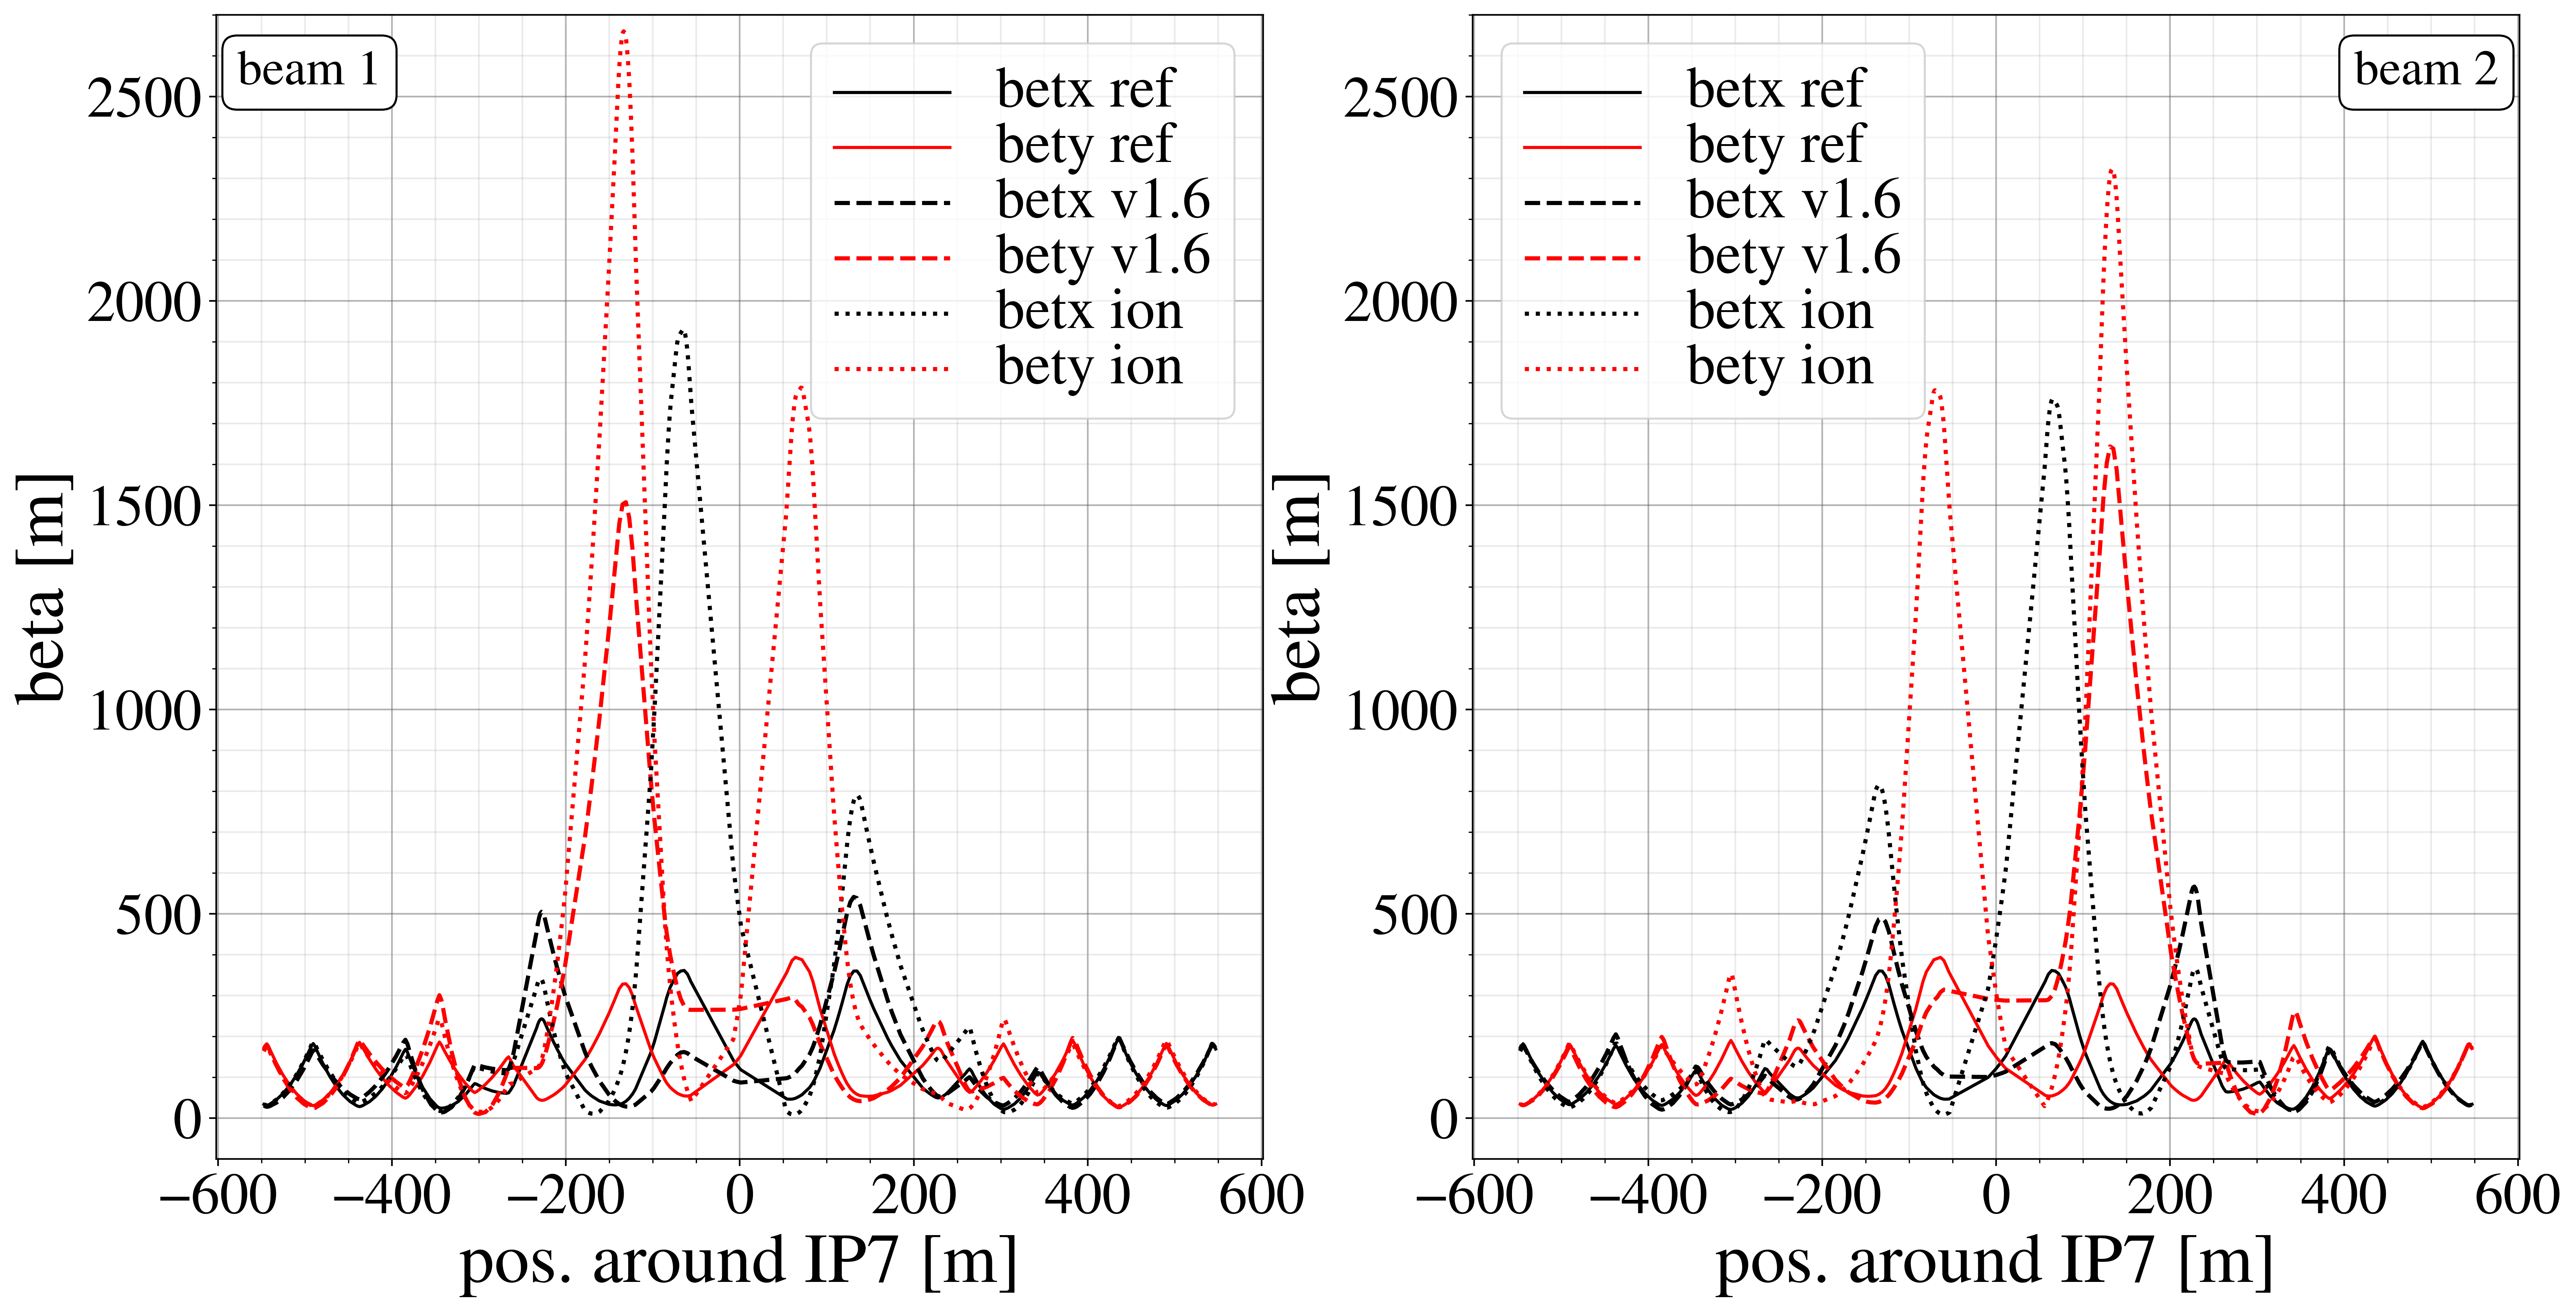 beam 1
betx ref
bety ref
betx v1.6
bety v1.6
betx ion
bety ion
2500
2000
1500
1000
500
0
beta [m]
−600 −400 −200 0 200 400 600
pos. around IP7 [m]
beam 2
betx ref
bety ref
betx v1.6
bety v1.6
betx ion
bety ion
2500
2000
1500
1000
500
0
beta [m]
−600 −400 −200 0 200 400 600
pos. around IP7 [m]